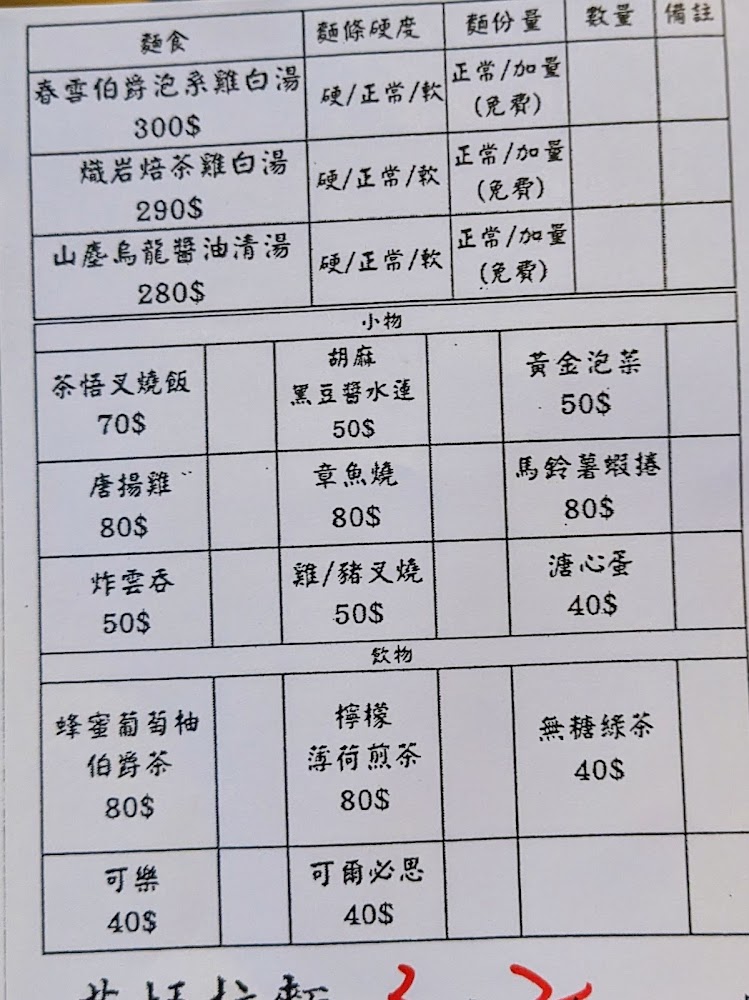 麵食 麵條硬度 麵份量 數量 備註
春雪伯爵泡系雞白湯 硬/正常/軟 正常/加量
300$ (免費)
熾岩焙茶雞白湯 硬/正常/軟 正常/加量
290$ (免費)
山塵烏龍醬油清湯 硬/正常/軟 正常/加量
280$ (免費)
小物
茶悟叉燒飯
70$
胡麻
黑豆醬水蓮
50$
黃金泡菜
50$
唐揚雞
80$
章魚燒
80$
馬鈴薯蝦捲
80$
炸雲吞
50$
雞/豬叉燒
50$
溏心蛋
40$
飲物
蜂蜜葡萄柚
伯爵茶
80$
檸檬
薄荷煎茶
80$
無糖綠茶
40$
可樂
40$
可爾必思
40$